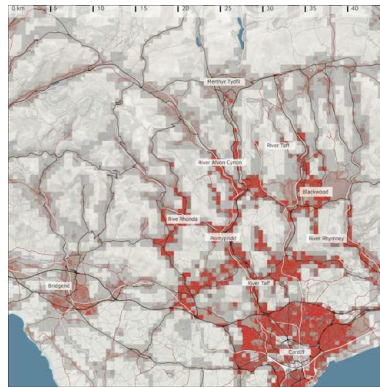 0 km 5 10 15 20 25 30 35 40
Merthyr Tydfil
River Taff
River Afon Cynon
Blackwood
Rive Rhonda
Pontypridd
River Rhymney
Bridgend
River Taff
Cardiff